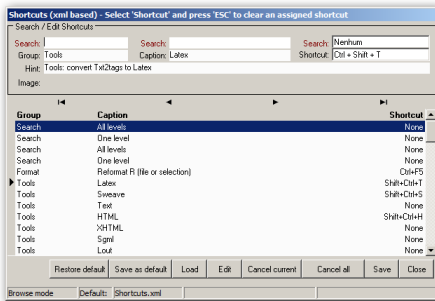 Shortcuts (xml based) - Select 'Shortcut' and press 'ESC' to clear an assigned shortcut
Search / Edit Shortcuts
Search: Search: Search: Nenhum
Group: Tools Caption: Latex Shortcut: Ctrl + Shift + T
Hint: Tools: convert Txt2tags to Latex
Image:
Group Caption Shortcut
Search All levels None
Search One level None
Search All levels None
Search One level None
Format Reformat R (file or selection) Ctrl+F5
Tools Latex Shift+Ctrl+T
Tools Sweave Shift+Ctrl+S
Tools Text None
Tools HTML Shift+Ctrl+H
Tools XHTML None
Tools Sgml None
Tools Lout None
Restore default Save as default Load Edit Cancel current Cancel all Save Close
Browse mode Default: Shortcuts.xml